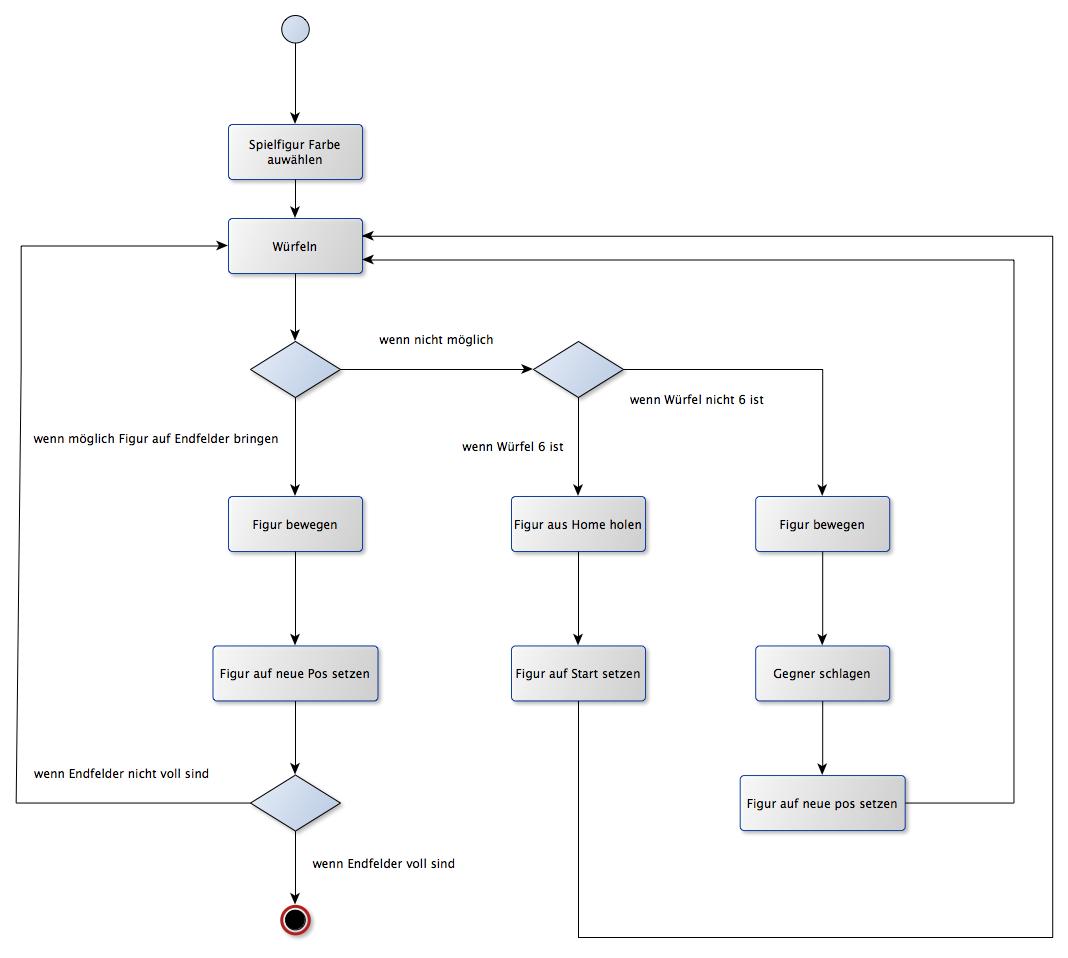 Spielfigur Farbe
auwählen
Würfeln
wenn nicht möglich
wenn Würfel nicht 6 ist
wenn möglich Figur auf Endfelder bringen
wenn Würfel 6 ist
Figur bewegen
Figur aus Home holen
Figur bewegen
Figur auf neue Pos setzen
Figur auf Start setzen
Gegner schlagen
wenn Endfelder nicht voll sind
Figur auf neue pos setzen
wenn Endfelder voll sind